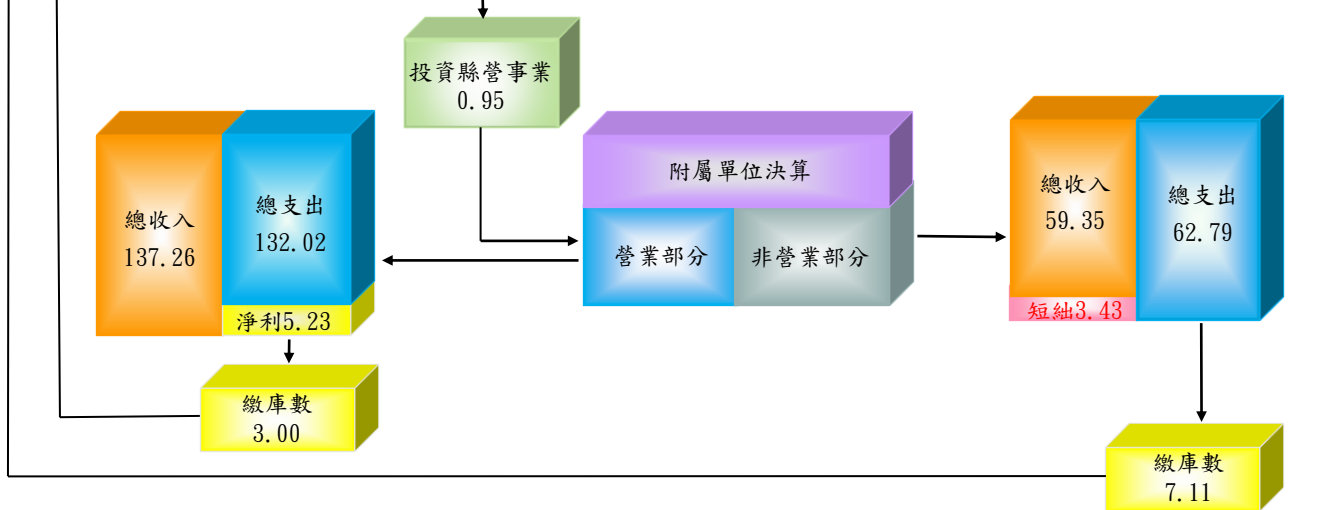 投資縣營事業
0.95
附屬單位決算
營業部分
非營業部分
總收入
137.26
總支出
132.02
淨利5.23
繳庫數
3.00
總收入
59.35
短絀3.43
總支出
62.79
繳庫數
7.11